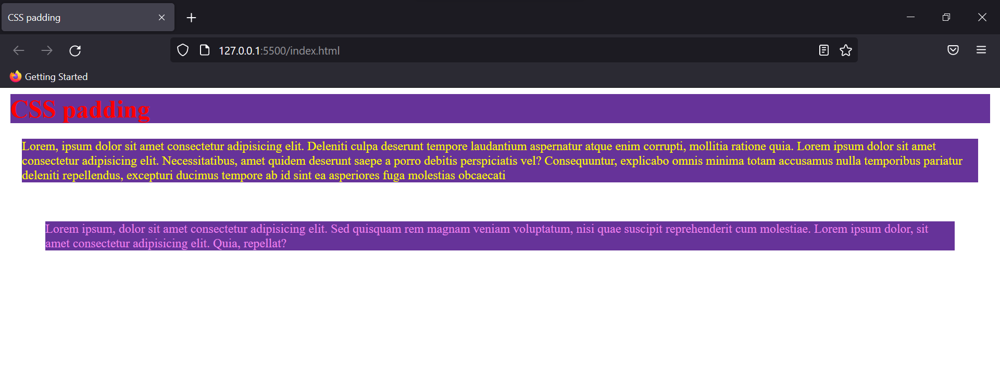 CSS padding
127.0.0.1:5500/index.html
Getting Started
CSS padding
Lorem, ipsum dolor sit amet consectetur adipisicing elit. Deleniti culpa deserunt tempore laudantium aspernatur atque enim corrupti, mollitia ratione quia. Lorem ipsum dolor sit amet
consectetur adipisicing elit. Necessitatibus, amet quidem deserunt saepe a porro debitis perspiciatis vel? Consequuntur, explicabo omnis minima totam accusamus nulla temporibus pariatur
deleniti repellendus, excepturi ducimus tempore ab id sint ea asperiores fuga molestias obcaecati
Lorem ipsum, dolor sit amet consectetur adipisicing elit. Sed quisquam rem magnam veniam voluptatum, nisi quae suscipit reprehenderit cum molestiae. Lorem ipsum dolor, sit
amet consectetur adipisicing elit. Quia, repellat?